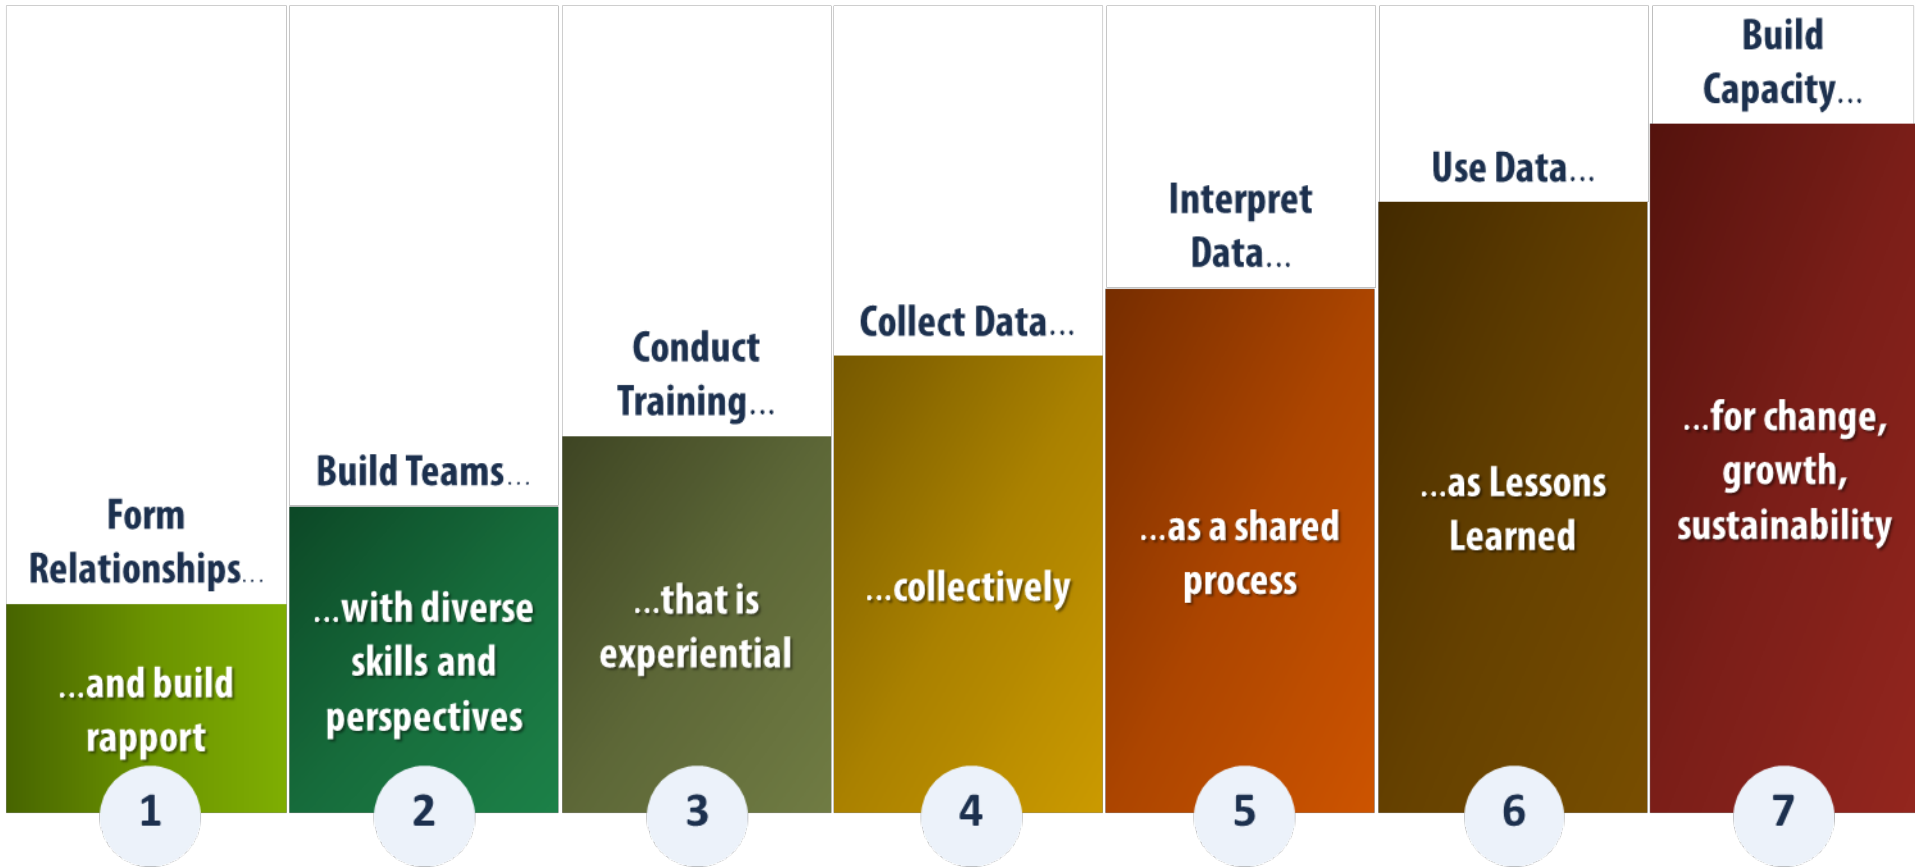 Form
Relationships...
...and build
rapport
1
Build Teams...
...with diverse
skills and
perspectives
2
Conduct
Training...
...that is
experiential
3
Collect Data...
...collectively
4
Interpret
Data...
...as a shared
process
5
Use Data...
...as Lessons
Learned
6
Build
Capacity...
...for change,
growth,
sustainability
7